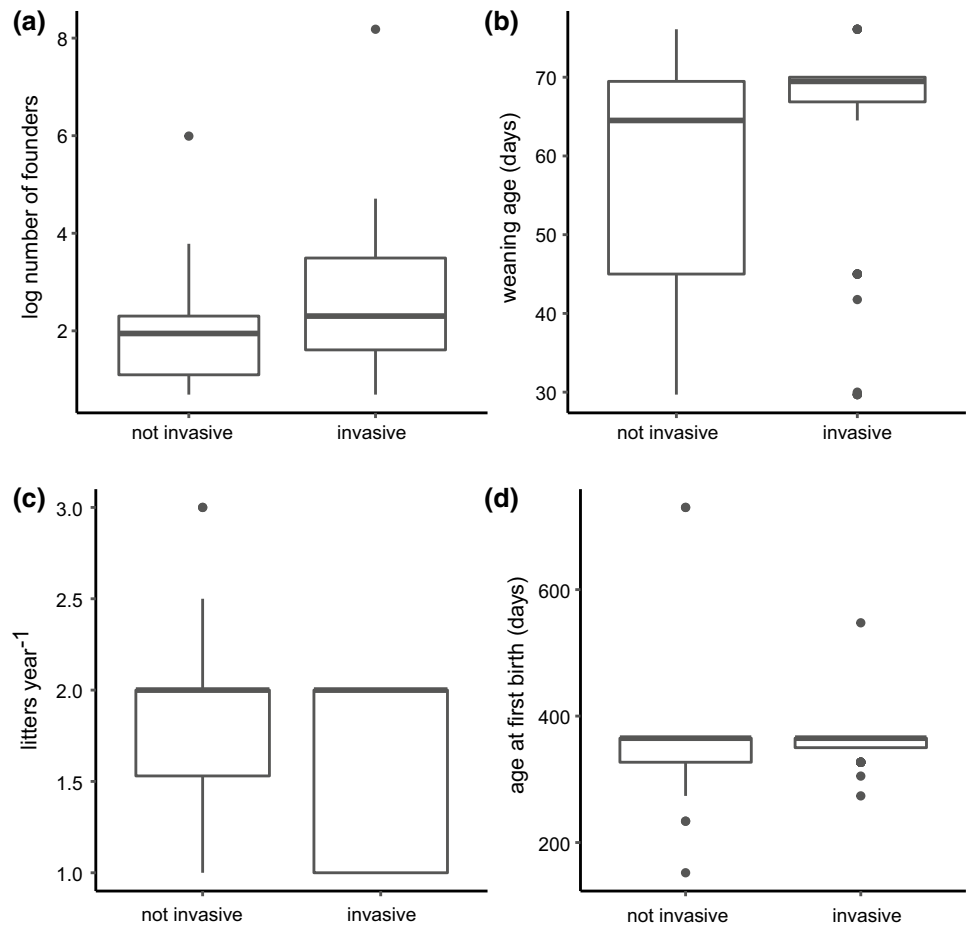 (a)
log number of founders
8
6
4
2
not invasive
invasive
(b)
weaning age (days)
70
60
50
40
30
not invasive
invasive
(c)
litters year-1
3.0
2.5
2.0
1.5
1.0
not invasive
invasive
(d)
age at first birth (days)
600
400
200
not invasive
invasive